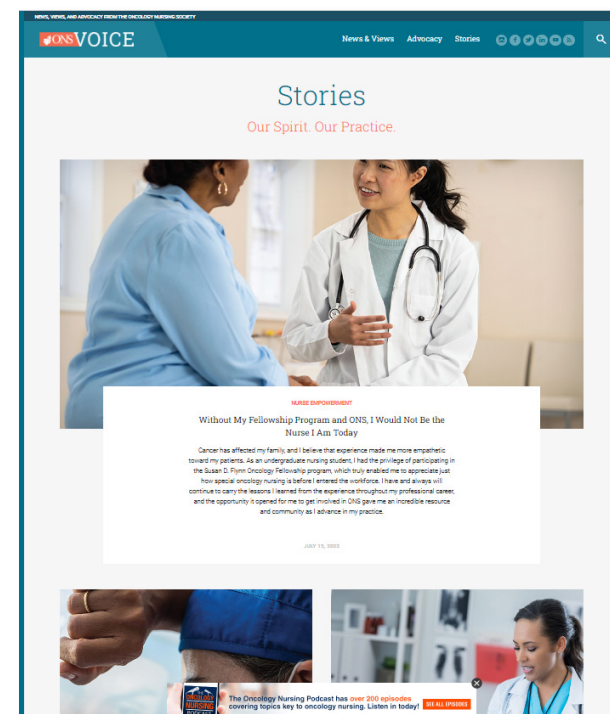 NEWS, VIEWS, AND ADVOCACY FROM THE ONCOLOGY NURSING SOCIETY
ONS VOICE
News & Views Advocacy Stories
Stories
Our Spirit. Our Practice.
NURSE EMPOWERMENT
Without My Fellowship Program and ONS, I Would Not Be the
Nurse I Am Today
Cancer has affected my family, and I believe that experience made me more empathetic
toward my patients. As an undergraduate nursing student, I had the privilege of participating in
the Susan D. Flynn Oncology Fellowship program, which truly enabled me to appreciate just
how special oncology nursing is before I entered the workforce. I have and always will
continue to carry the lessons I learned from the experience throughout my professional career,
and the opportunity it opened for me to get involved in ONS gave me an incredible resource
and community as I advance in my practice.
JULY 15, 2022
ONCOLOGY
NURSING
PODCAST
The Oncology Nursing Podcast has over 200 episodes
covering topics key to oncology nursing. Listen in today!
SEE ALL EPISODES